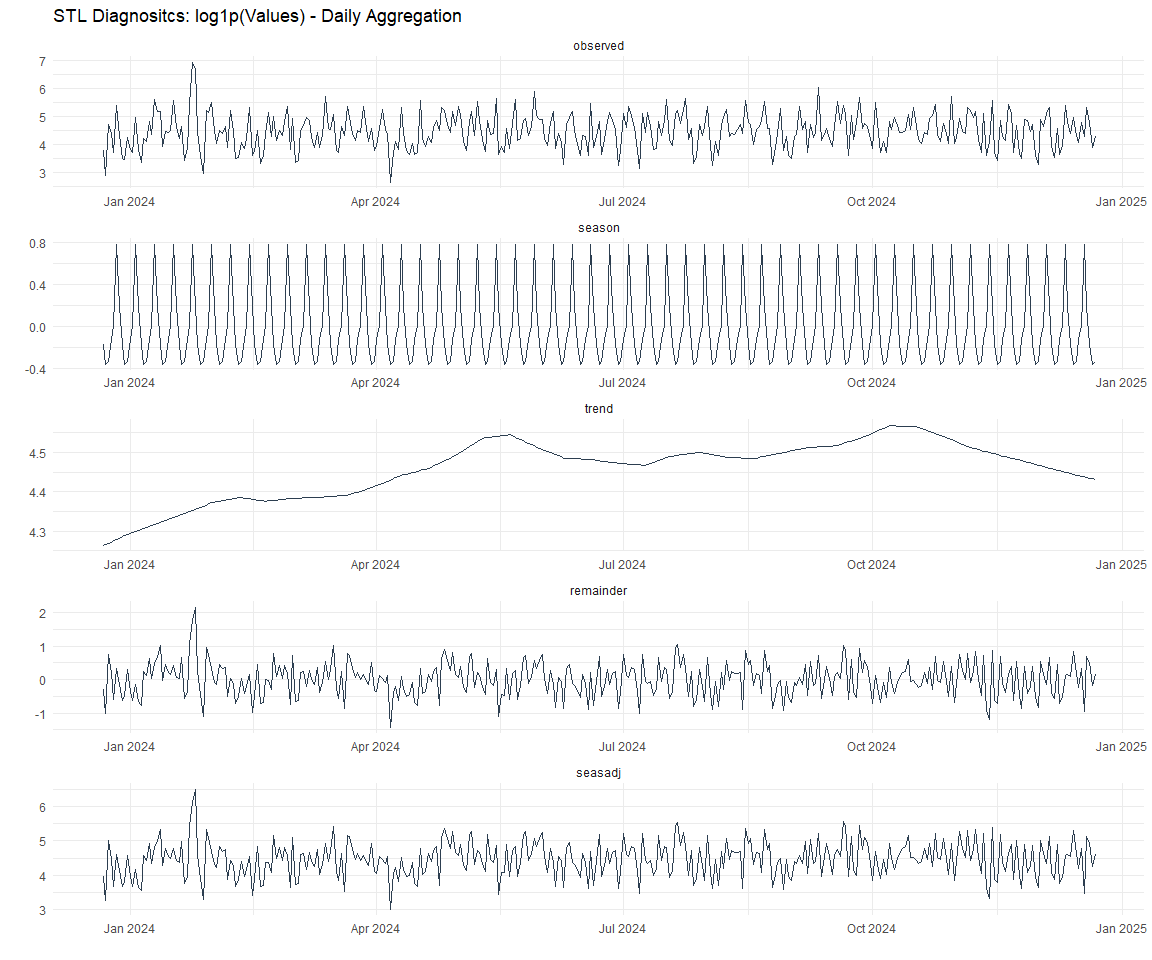 STL Diagnositcs: log1p(Values) - Daily Aggregation
observed
7
6
5
4
3
Jan 2024 Apr 2024 Jul 2024 Oct 2024 Jan 2025
season
0.8
0.4
0.0
-0.4
Jan 2024 Apr 2024 Jul 2024 Oct 2024 Jan 2025
trend
4.5
4.4
4.3
Jan 2024 Apr 2024 Jul 2024 Oct 2024 Jan 2025
remainder
2
1
0
-1
Jan 2024 Apr 2024 Jul 2024 Oct 2024 Jan 2025
seasadj
6
5
4
3
Jan 2024 Apr 2024 Jul 2024 Oct 2024 Jan 2025